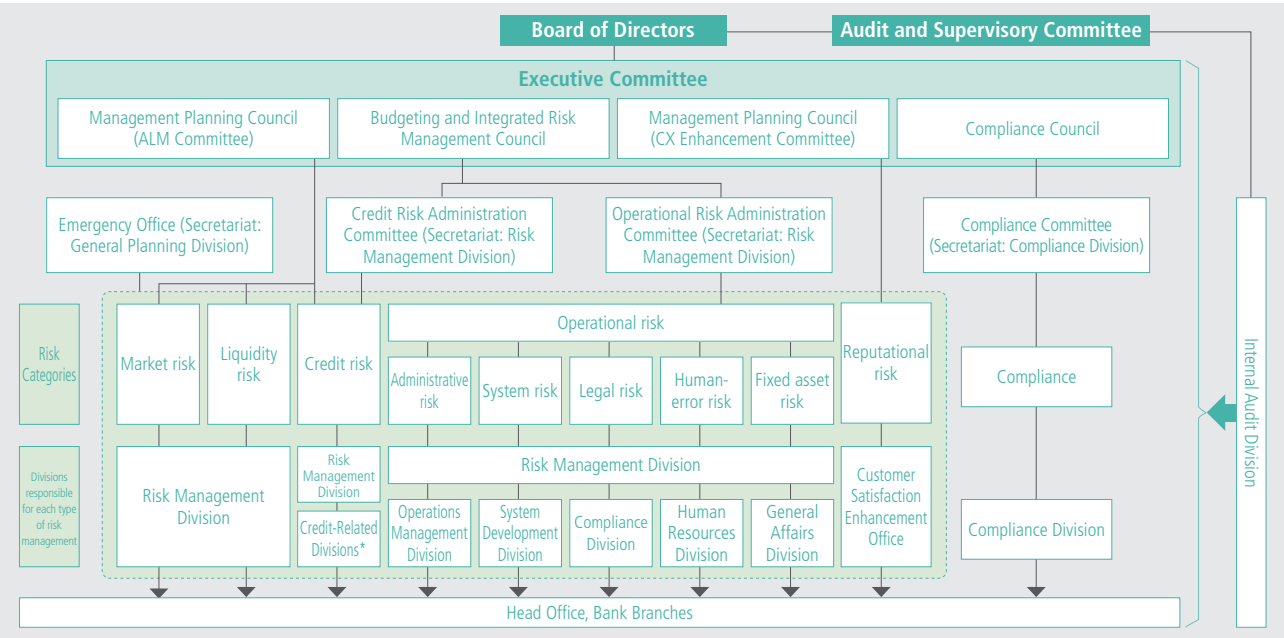 Board of Directors
Audit and Supervisory Committee
Executive Committee
Management Planning Council
(ALM Committee)
Budgeting and Integrated Risk
Management Council
Management Planning Council
(CX Enhancement Committee)
Compliance Council
Emergency Office (Secretariat:
General Planning Division)
Credit Risk Administration
Committee (Secretariat: Risk
Management Division)
Operational Risk Administration
Committee (Secretariat: Risk
Management Division)
Compliance Committee
(Secretariat: Compliance Division)
Internal Audit Division
Risk
Categories
Market risk
Liquidity
risk
Credit risk
Operational risk
Administrative
risk
System risk
Legal risk
Human-
error risk
Fixed asset
risk
Reputational
risk
Compliance
Divisions
responsible
for each type
of risk
management
Risk Management
Division
Risk
Management
Division
Credit-Related
Divisions*
Risk Management Division
Operations
Management
Division
System
Development
Division
Compliance
Division
Human
Resources
Division
General
Affairs
Division
Customer
Satisfaction
Enhancement
Office
Compliance Division
Head Office, Bank Branches